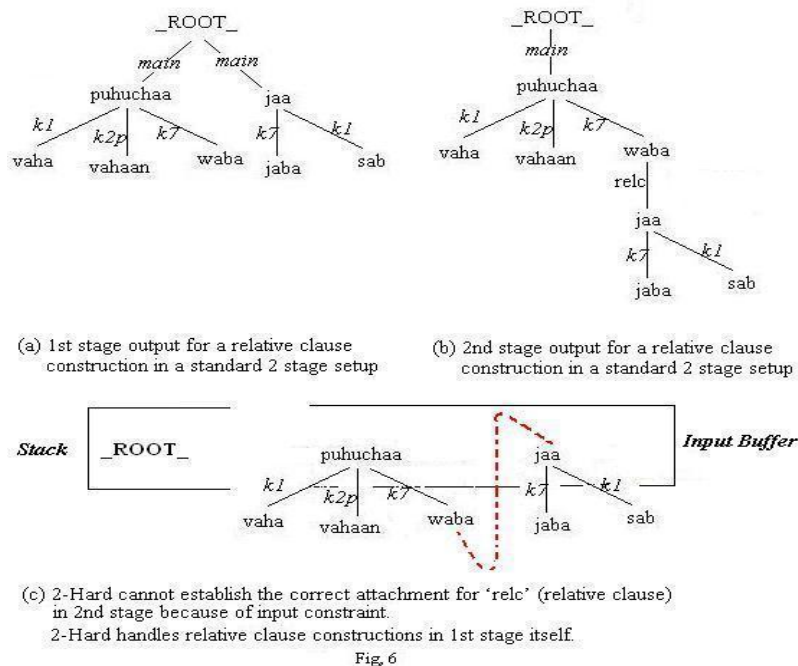 _ROOT_
main main
puhuchaa jaa
k1 k2p k7 k7 k1
vaha vahaan waba jaba sab
(a) 1st stage output for a relative clause
construction in a standard 2 stage setup
_ROOT_
main
puhuchaa
k1 k2p k7
vaha vahaan waba
relc
jaa
k7 k1
jaba sab
(b) 2nd stage output for a relative clause
construction in a standard 2 stage setup
Stack _ROOT_ Input Buffer
puhuchaa jaa
k1 k2p k7 k7 k1
vaha vahaan waba jaba sab
(c) 2-Hard cannot establish the correct attachment for ‘relc’ (relative clause)
in 2nd stage because of input constraint.
2-Hard handles relative clause constructions in 1st stage itself.
Fig, 6